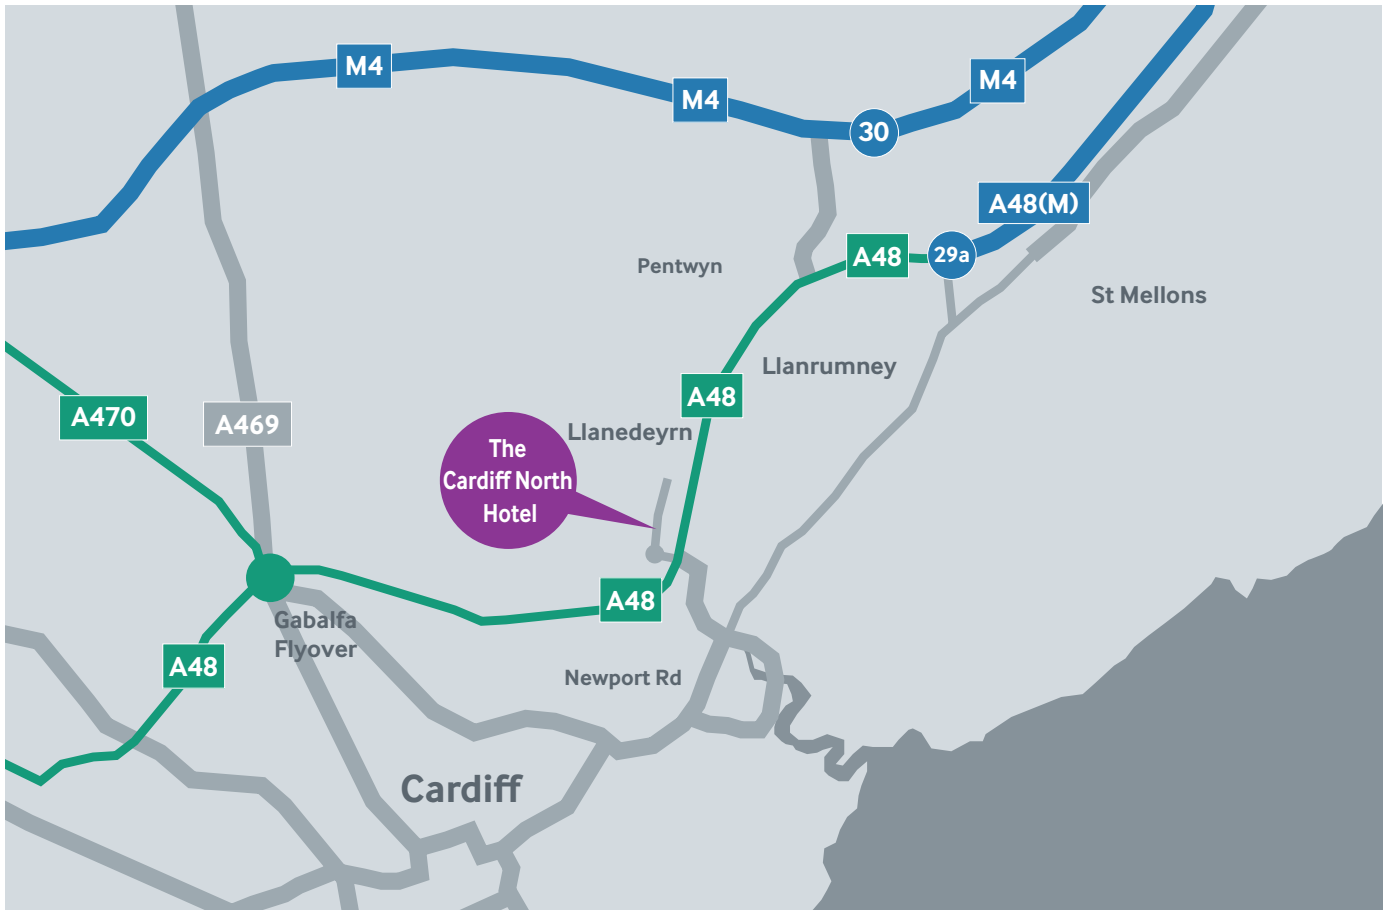 M4
M4
M4
30
A48(M)
A48
29a
Pentwyn
St Mellons
Llanrumney
A48
A470
A469
Llanedeyrn
The
Cardiff North
Hotel
A48
Gabalfa
Flyover
A48
Newport Rd
Cardiff